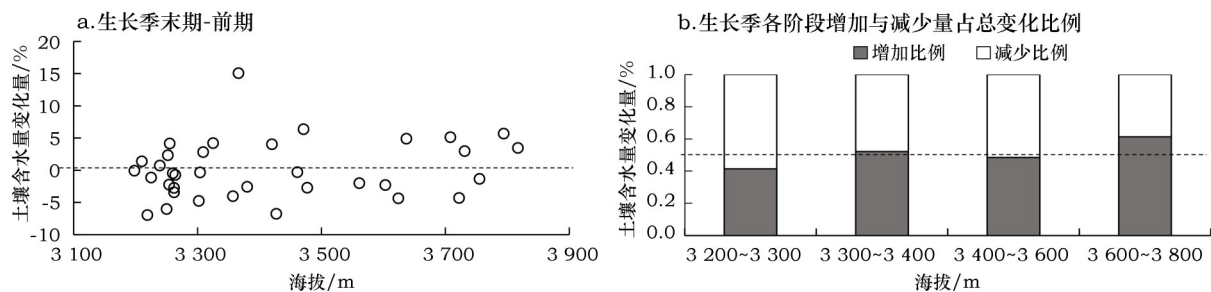 a.生长季末期-前期
土壤含水量变化量/%
20
15
10
5
0
-5
-10
3 100
3 300
3 500
3 700
3 900
海拔/m
b.生长季各阶段增加与减少量占总变化比例
增加比例 减少比例
土壤含水量变化量/%
1.0
0.8
0.6
0.4
0.2
0.0
3 200~3 300
3 300~3 400
3 400~3 600
3 600~3 800
海拔/m